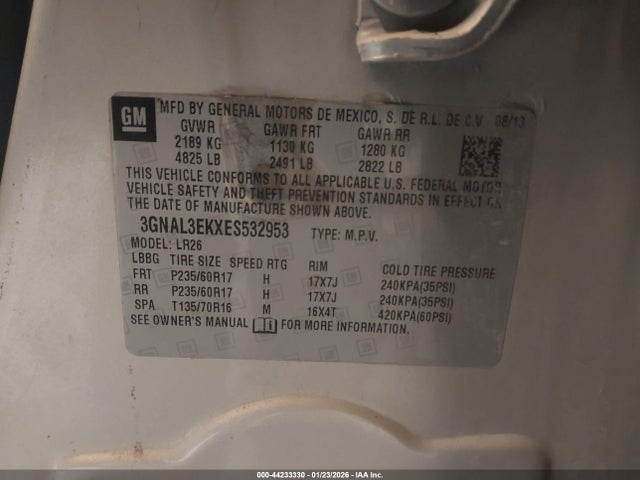 GM MFD BY GENERAL MOTORS DE MEXICO, S. DE R.L. DE C.V. 08/13
GVWR GAWR FRT GAWR RR
2189 KG 1130 KG 1280 KG
4825 LB 2491 LB 2822 LB
THIS VEHICLE CONFORMS TO ALL APPLICABLE U.S. FEDERAL MOTOR
VEHICLE SAFETY AND THEFT PREVENTION STANDARDS IN EFFECT ON
THE DATE OF MANUFACTURE SHOWN ABOVE.
3GNAL3EKXES532953 TYPE: M.P.V.
MODEL: LR26
LBBG TIRE SIZE SPEED RTG RIM COLD TIRE PRESSURE
FRT P235/60R17 H 17X7J 240KPA(35PSI)
RR P235/60R17 H 17X7J 240KPA(35PSI)
SPA T135/70R16 M 16X4T 420KPA(60PSI)
SEE OWNER'S MANUAL FOR MORE INFORMATION.
000-44233330 - 01/23/2026 - IAA Inc.